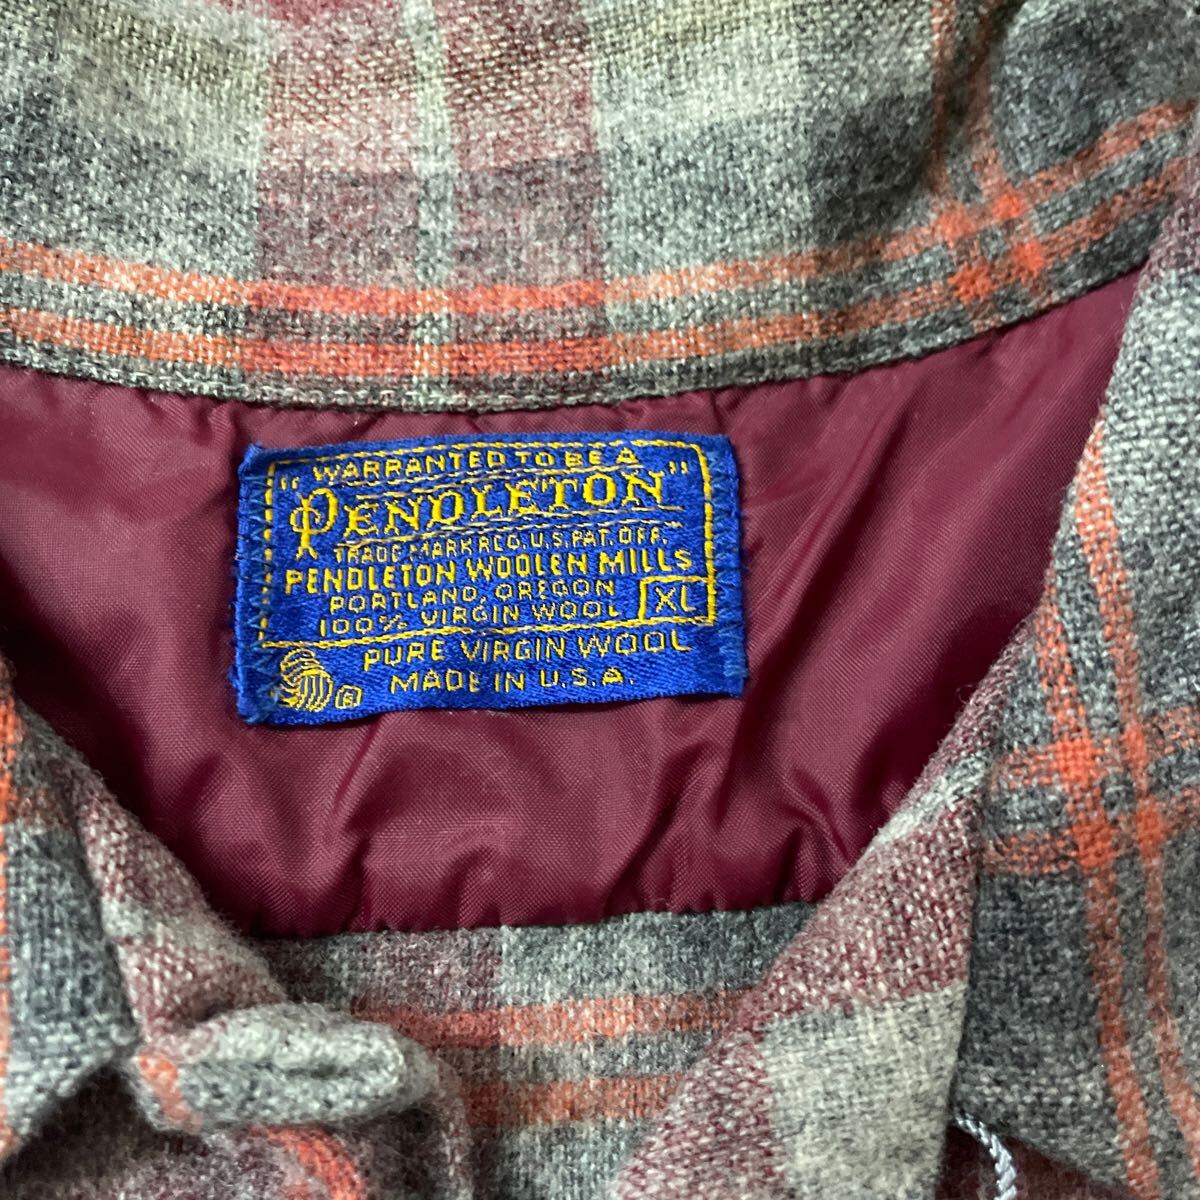 "WARRANTED TO BE A
PENDLETON"
TRADE MARK REG. U.S. PAT. OFF.
PENDLETON WOOLEN MILLS
PORTLAND, OREGON
100% VIRGIN WOOL XL
PURE VIRGIN WOOL
® MADE IN U.S.A.